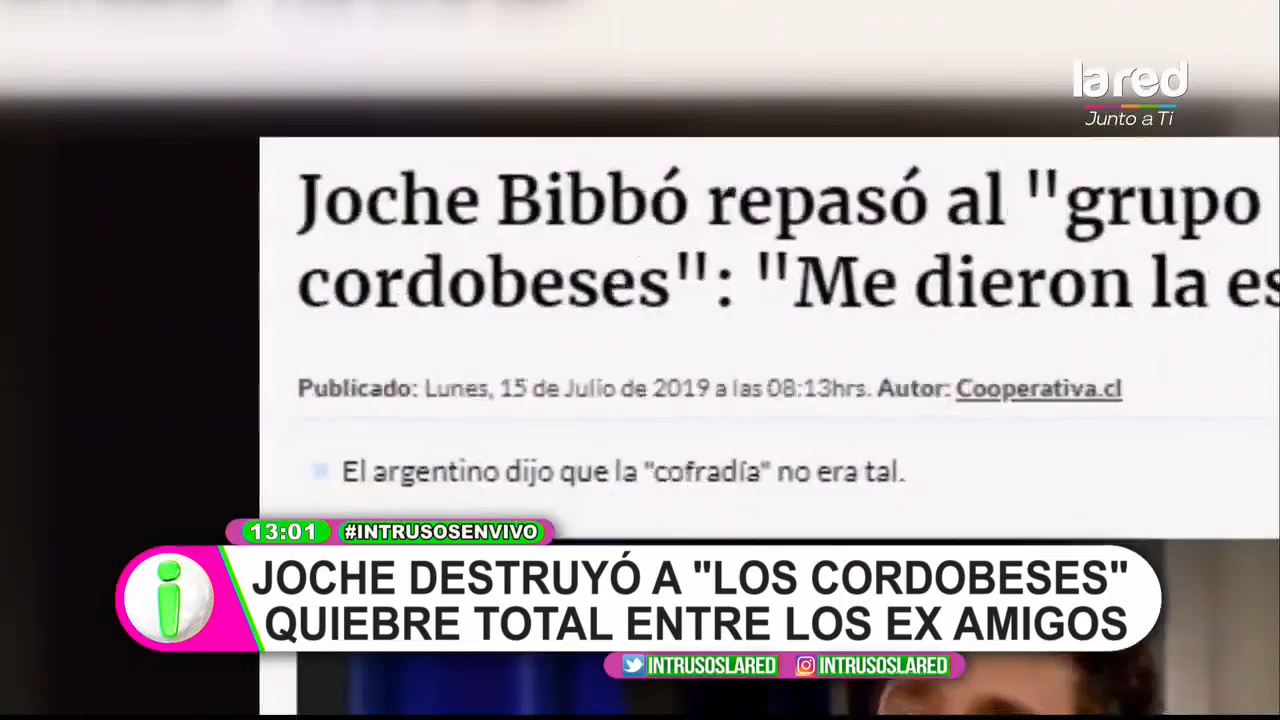 lared
Junto a Ti
Joche Bibbó repasó al "grupo
cordobeses": "Me dieron la es
Publicado: Lunes, 15 de Julio de 2019 a las 08:13hrs. Autor: Cooperativa.cl
El argentino dijo que la "cofradía" no era tal.
13:01 #INTRUSOSENVIVO
i
JOCHE DESTRUYÓ A "LOS CORDOBESES"
QUIEBRE TOTAL ENTRE LOS EX AMIGOS
INTRUSOSLARED INTRUSOSLARED